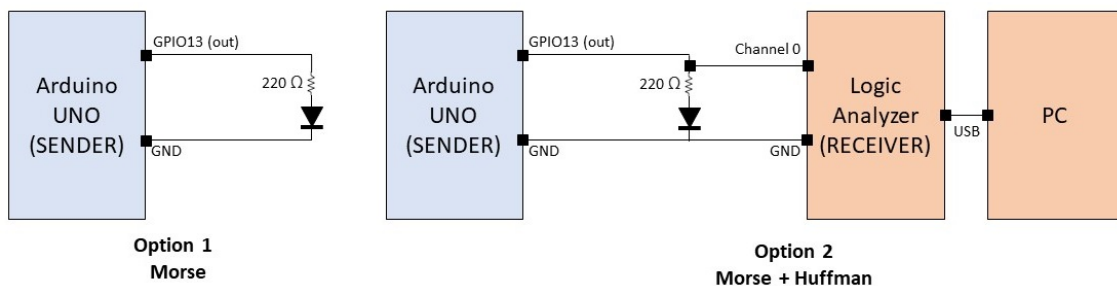 Arduino
UNO
(SENDER)
GPIO13 (out)
220 Ω
GND
Option 1
Morse
Arduino
UNO
(SENDER)
GPIO13 (out)
220 Ω
GND
Channel 0
GND
Logic
Analyzer
(RECEIVER)
USB
PC
Option 2
Morse + Huffman